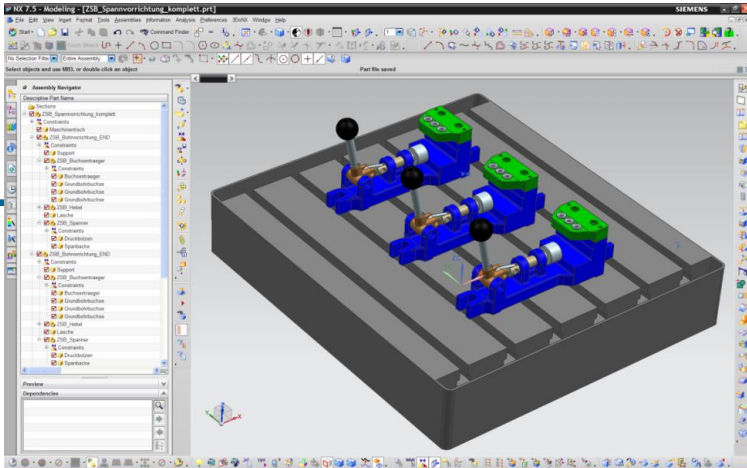 NX 7.5 - Modeling - [ZSB_Spannvorrichtung_komplett.prt]
SIEMENS
File Edit View Insert Format Tools Assemblies Information Analysis Preferences 3DxNX Window Help
Start
Command Finder
No Selection Filter
Entire Assembly
Select objects and use MB3, or double-click an object
Part file saved
Assembly Navigator
Descriptive Part Name
Sections
ZSB_Spannvorrichtung_komplett
Constraints
Maschinentisch
ZSB_Bohrvorrichtung_END
Constraints
Support
ZSB_Buchsentraeger
Constraints
Buchsentraeger
Grundbohrbuchse
Grundbohrbuchse
Grundbohrbuchse
ZSB_Hebel
Lasche
ZSB_Spanner
Constraints
Druckbolzen
Spanbacke
ZSB_Bohrvorrichtung_END
Constraints
Support
ZSB_Buchsentraeger
Constraints
Buchsentraeger
Grundbohrbuchse
Grundbohrbuchse
Grundbohrbuchse
ZSB_Hebel
Lasche
ZSB_Spanner
Constraints
Druckbolzen
Spanbacke
Preview
Dependencies